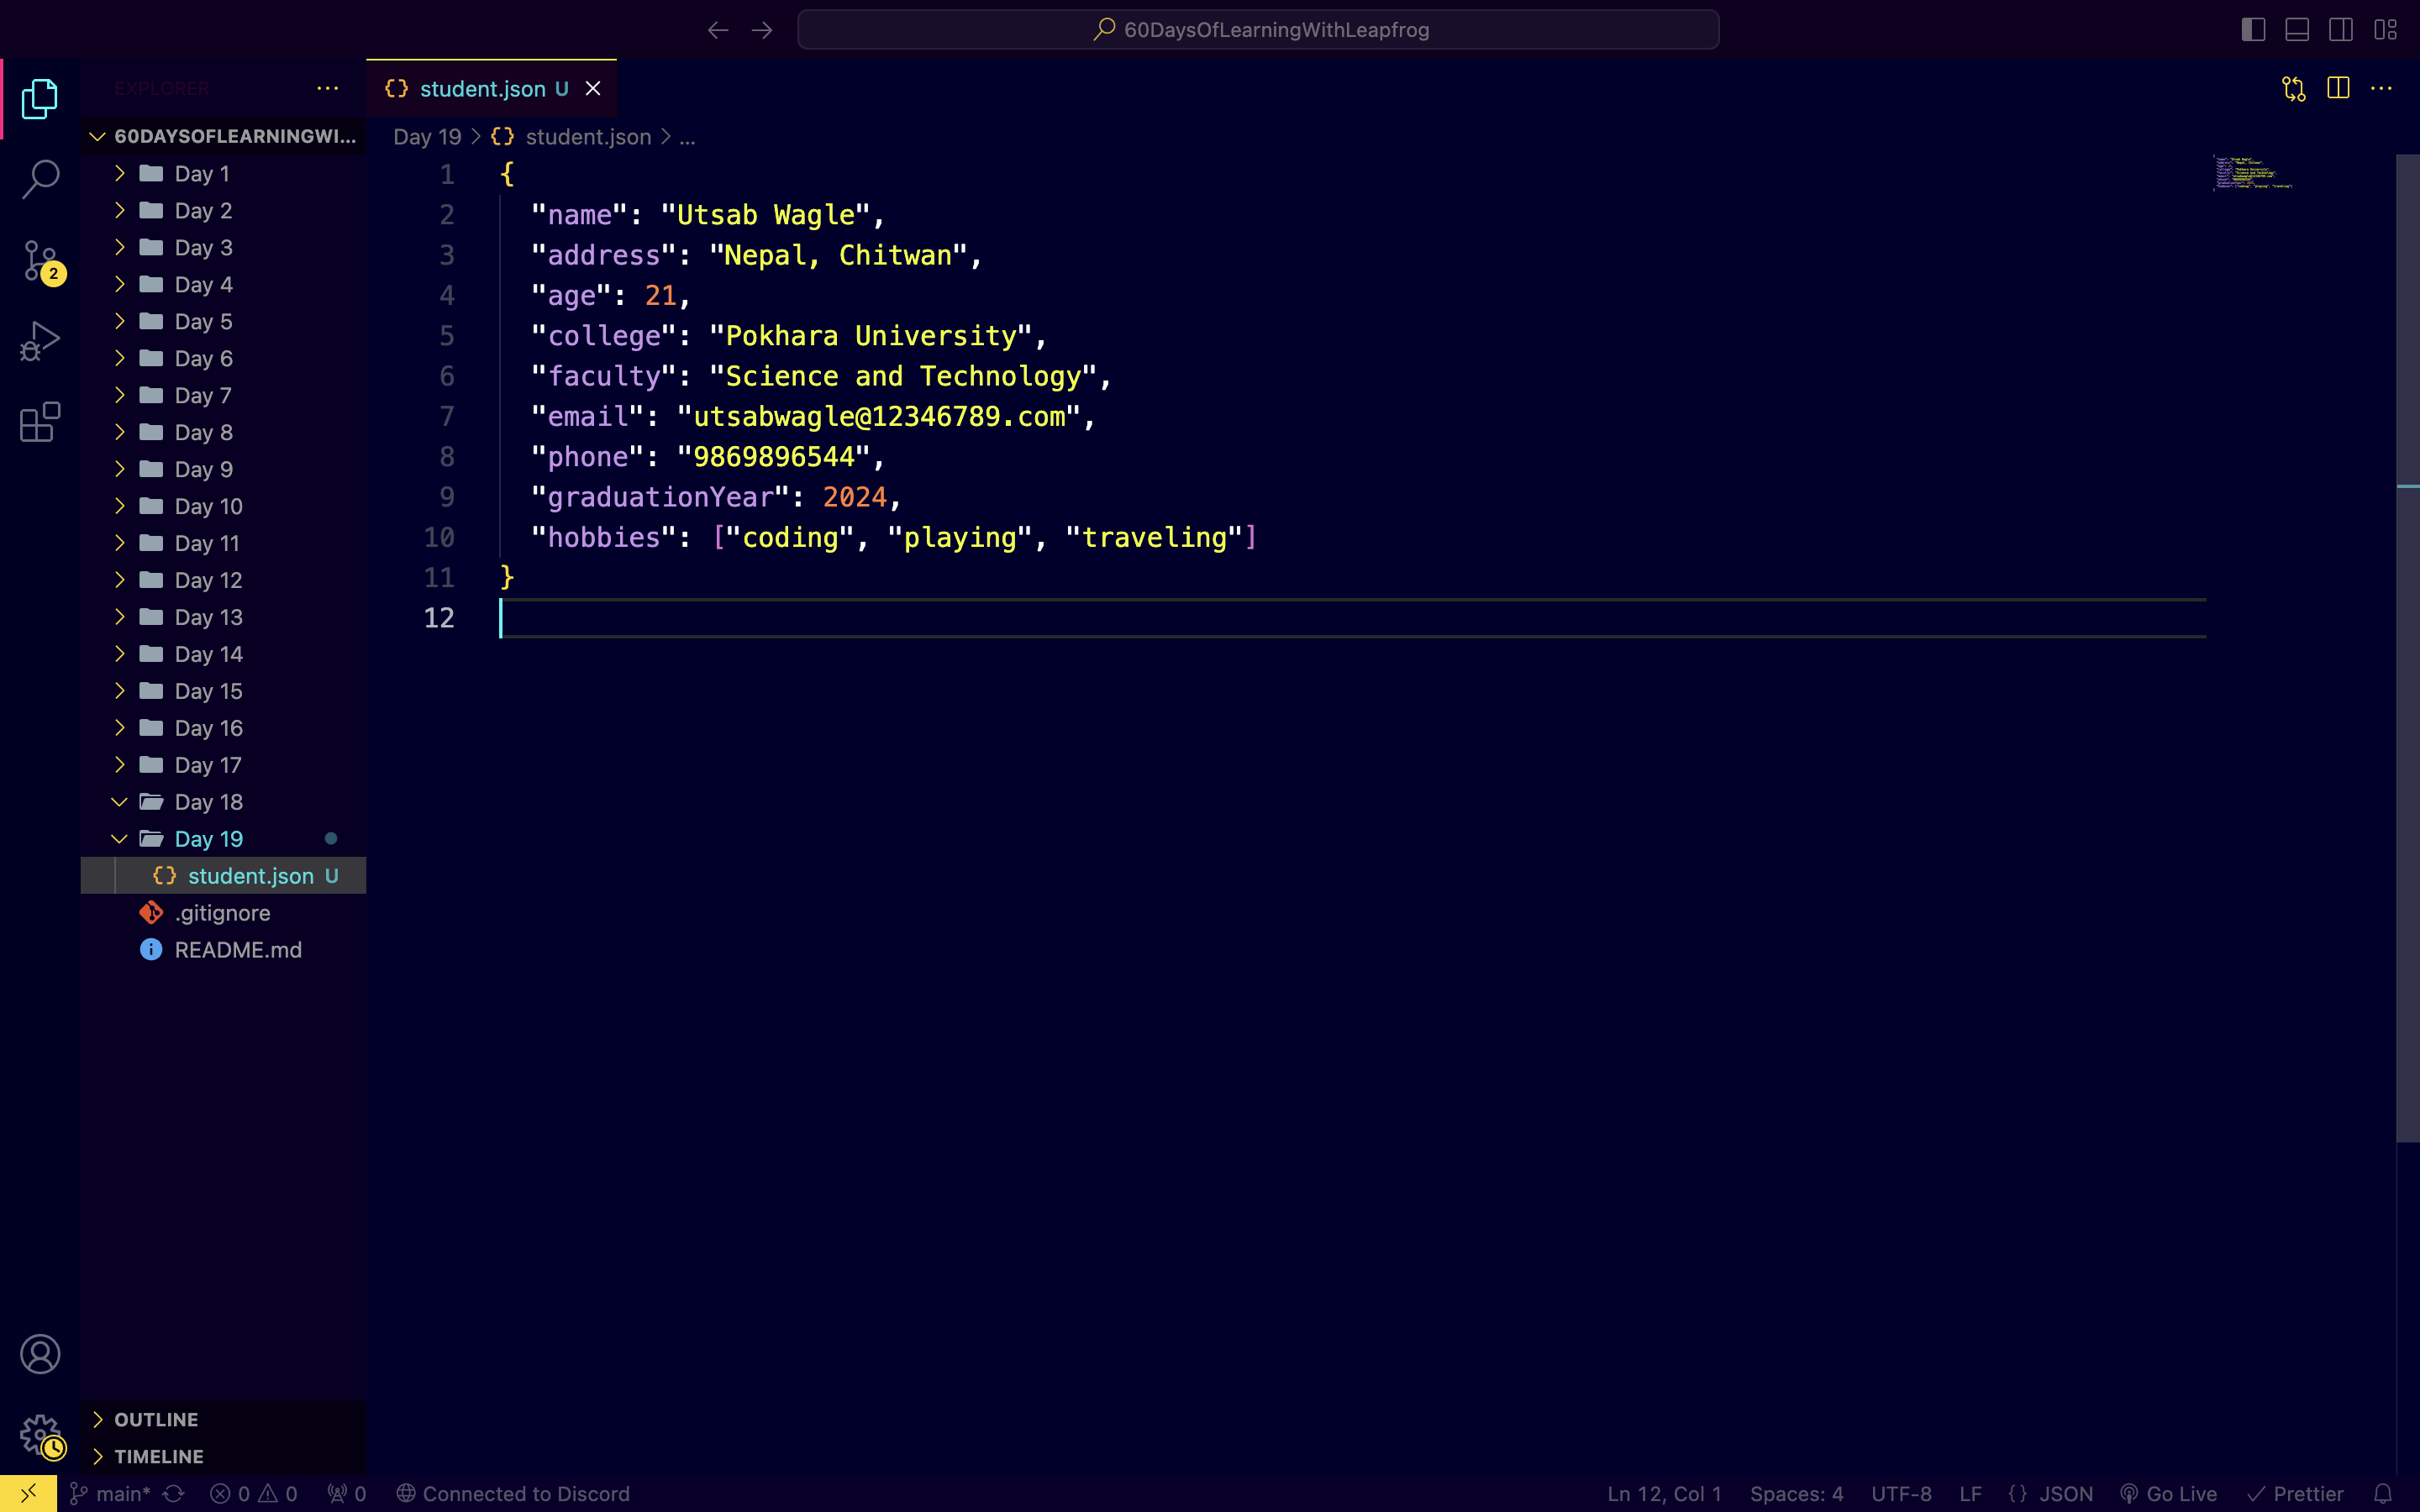 60DaysOfLearningWithLeapfrog
EXPLORER
60DAYSOFLEARNINGWI...
Day 1
Day 2
Day 3
Day 4
Day 5
Day 6
Day 7
Day 8
Day 9
Day 10
Day 11
Day 12
Day 13
Day 14
Day 15
Day 16
Day 17
Day 18
Day 19
{} student.json U
.gitignore
README.md
OUTLINE
TIMELINE
2
{} student.json U
Day 19 > {} student.json > ...
1 {
2 "name": "Utsab Wagle",
3 "address": "Nepal, Chitwan",
4 "age": 21,
5 "college": "Pokhara University",
6 "faculty": "Science and Technology",
7 "email": "utsabwagle@12346789.com",
8 "phone": "9869896544",
9 "graduationYear": 2024,
10 "hobbies": ["coding", "playing", "traveling"]
11 }
12
main* 0 0 0 Connected to Discord Ln 12, Col 1 Spaces: 4 UTF-8 LF {} JSON Go Live Prettier